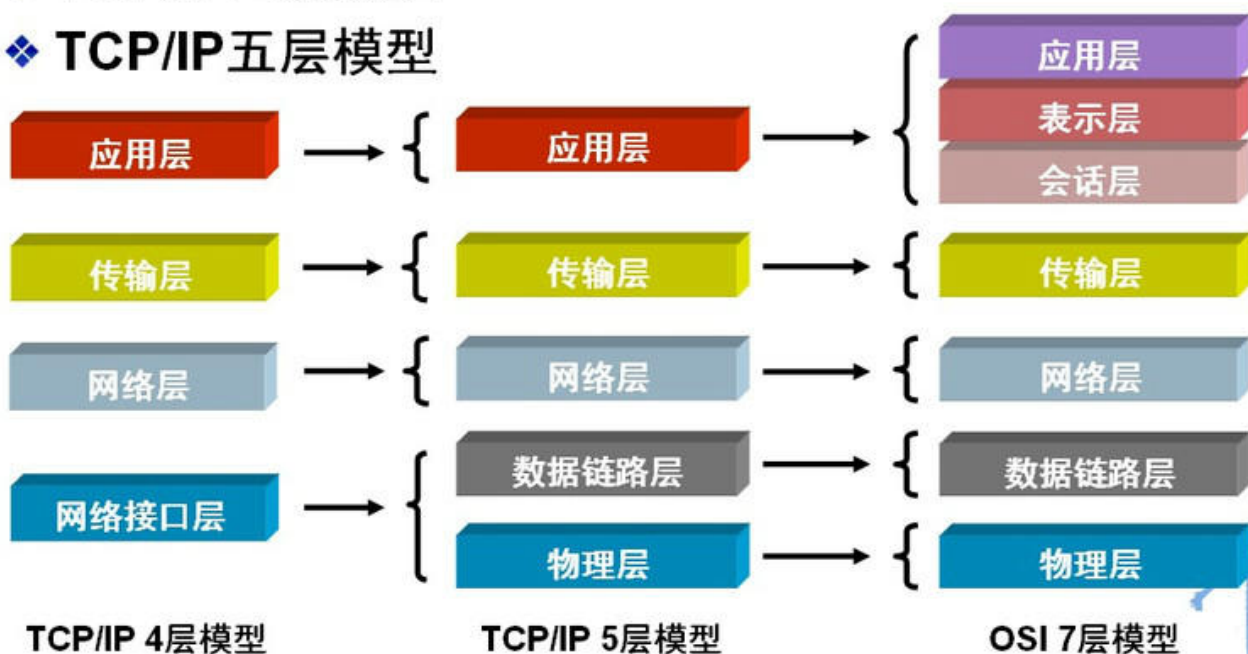 TCP/IP五层模型
应用层
传输层
网络层
网络接口层
TCP/IP 4层模型
应用层
传输层
网络层
数据链路层
物理层
TCP/IP 5层模型
应用层
表示层
会话层
传输层
网络层
数据链路层
物理层
OSI 7层模型